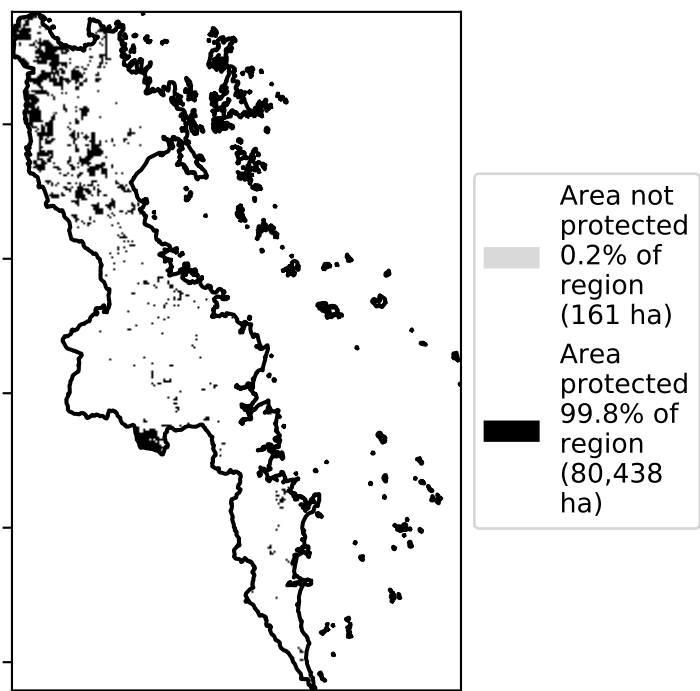 Area not
protected
0.2% of
region
(161 ha)
Area
protected
99.8% of
region
(80,438
ha)